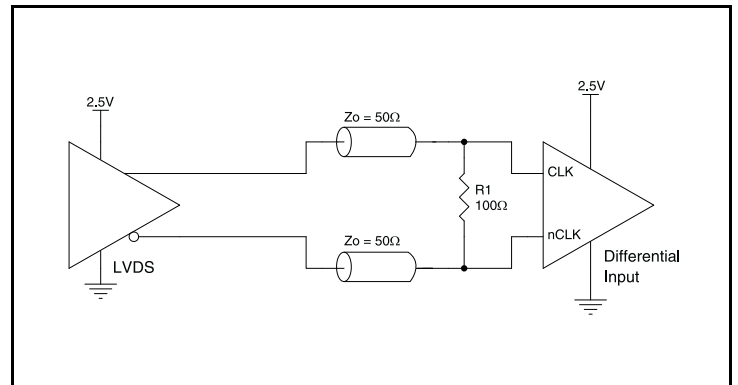 2.5V
2.5V
Zo = 50Ω
CLK
R1
100Ω
nCLK
Zo = 50Ω
LVDS
Differential
Input